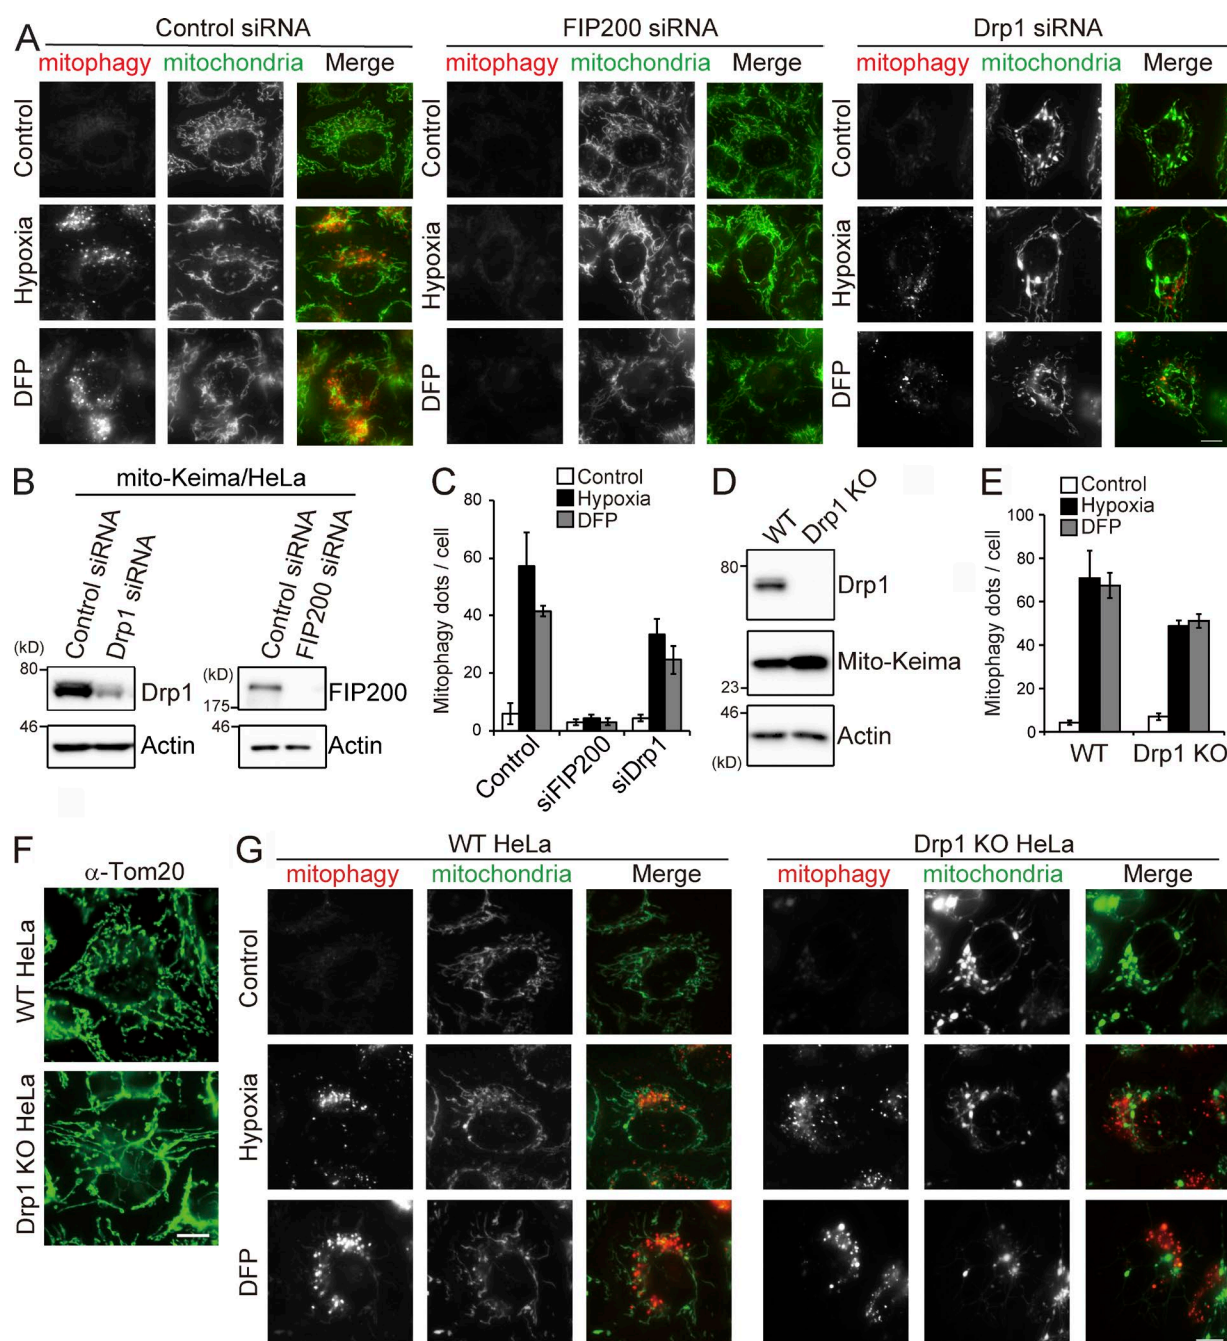 A
Control siRNA
FIP200 siRNA
Drp1 siRNA
mitophagy mitochondria Merge
mitophagy mitochondria Merge
mitophagy mitochondria Merge
Control
Hypoxia
DFP
Control
Hypoxia
DFP
Control
Hypoxia
DFP
B
mito-Keima/HeLa
Control siRNA
Drp1 siRNA
Control siRNA
FIP200 siRNA
(kD)
80
Drp1
46
Actin
(kD)
175
FIP200
46
Actin
C
Control
Hypoxia
DFP
Mitophagy dots / cell
80
60
40
20
0
Control
siFIP200
siDrp1
D
WT
Drp1 KO
80
Drp1
Mito-Keima
23
46
Actin
(kD)
E
Control
Hypoxia
DFP
Mitophagy dots / cell
100
80
60
40
20
0
WT
Drp1 KO
F
α-Tom20
WT HeLa
Drp1 KO HeLa
G
WT HeLa
Drp1 KO HeLa
mitophagy mitochondria Merge
mitophagy mitochondria Merge
Control
Hypoxia
DFP